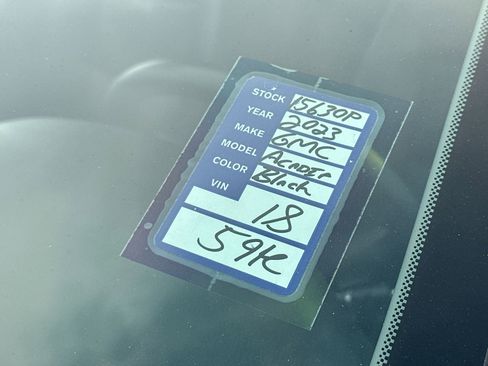 STOCK 15630P
YEAR 2023
MAKE GMC
MODEL Acadia
COLOR Black
VIN 18
59K